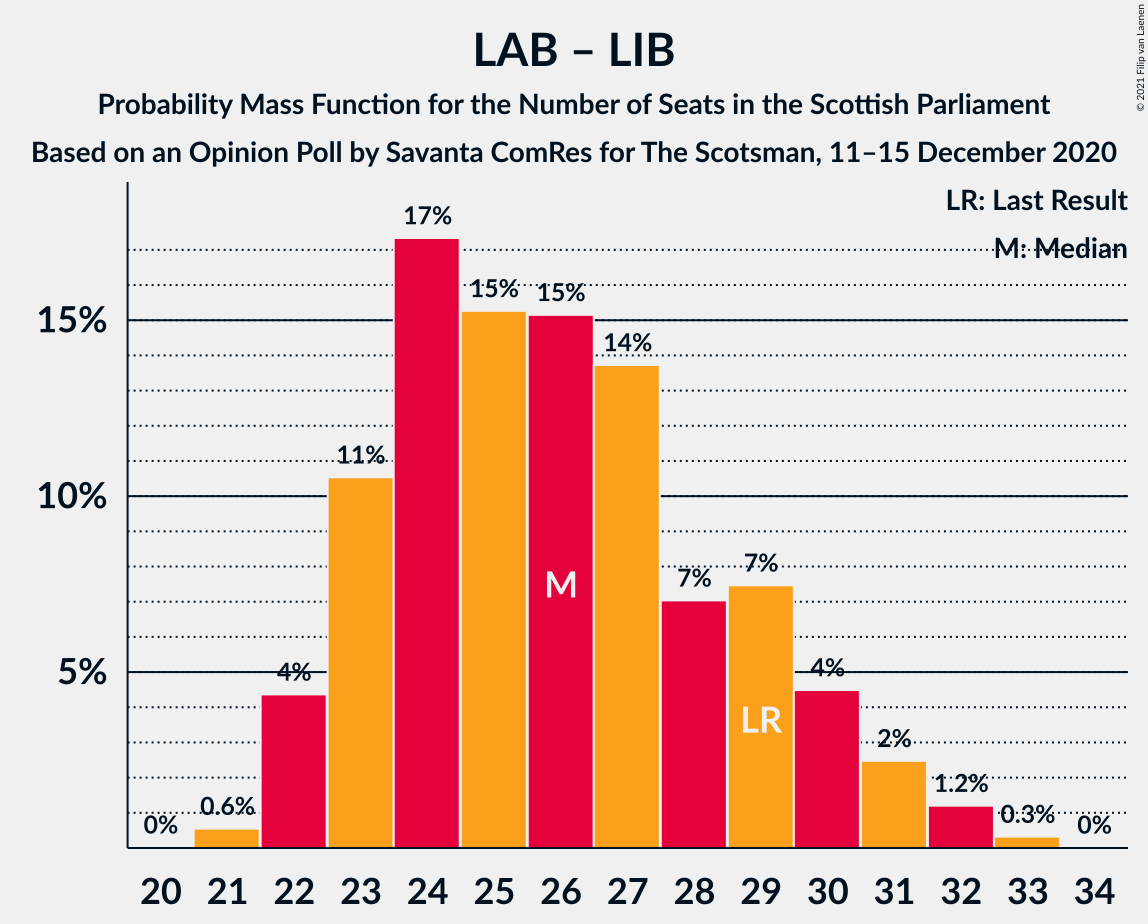 LAB – LIB
Probability Mass Function for the Number of Seats in the Scottish Parliament
Based on an Opinion Poll by Savanta ComRes for The Scotsman, 11–15 December 2020
© 2021 Filip van Laenen
LR: Last Result
M: Median
17%
15%
15%
14%
11%
7%
7%
4%
4%
2%
1.2%
0.6%
0.3%
0%
0%
15%
10%
5%
M
LR
20 21 22 23 24 25 26 27 28 29 30 31 32 33 34